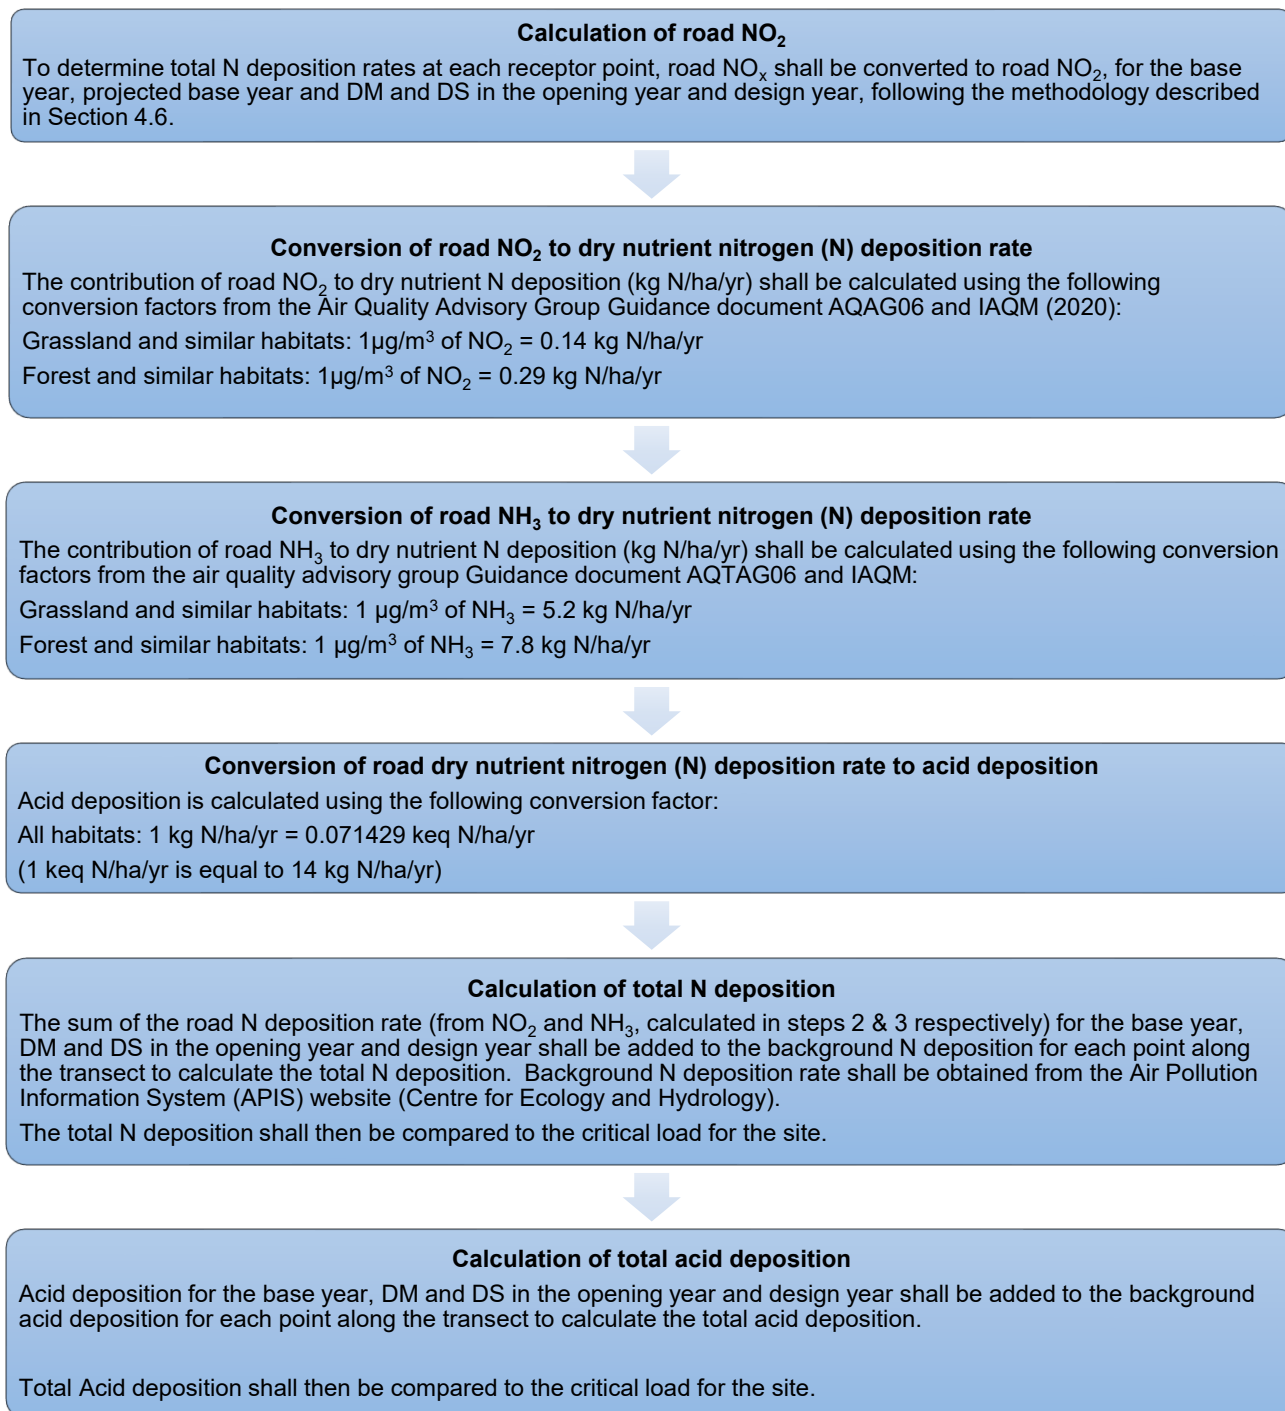 Calculation of road NO₂
To determine total N deposition rates at each receptor point, road NOₓ shall be converted to road NO₂, for the base
year, projected base year and DM and DS in the opening year and design year, following the methodology described
in Section 4.6.
Conversion of road NO₂ to dry nutrient nitrogen (N) deposition rate
The contribution of road NO₂ to dry nutrient N deposition (kg N/ha/yr) shall be calculated using the following
conversion factors from the Air Quality Advisory Group Guidance document AQAG06 and IAQM (2020):
Grassland and similar habitats: 1µg/m³ of NO₂ = 0.14 kg N/ha/yr
Forest and similar habitats: 1µg/m³ of NO₂ = 0.29 kg N/ha/yr
Conversion of road NH₃ to dry nutrient nitrogen (N) deposition rate
The contribution of road NH₃ to dry nutrient N deposition (kg N/ha/yr) shall be calculated using the following conversion
factors from the air quality advisory group Guidance document AQTAG06 and IAQM:
Grassland and similar habitats: 1 µg/m³ of NH₃ = 5.2 kg N/ha/yr
Forest and similar habitats: 1 µg/m³ of NH₃ = 7.8 kg N/ha/yr
Conversion of road dry nutrient nitrogen (N) deposition rate to acid deposition
Acid deposition is calculated using the following conversion factor:
All habitats: 1 kg N/ha/yr = 0.071429 keq N/ha/yr
(1 keq N/ha/yr is equal to 14 kg N/ha/yr)
Calculation of total N deposition
The sum of the road N deposition rate (from NO₂ and NH₃, calculated in steps 2 & 3 respectively) for the base year,
DM and DS in the opening year and design year shall be added to the background N deposition for each point along
the transect to calculate the total N deposition. Background N deposition rate shall be obtained from the Air Pollution
Information System (APIS) website (Centre for Ecology and Hydrology).
The total N deposition shall then be compared to the critical load for the site.
Calculation of total acid deposition
Acid deposition for the base year, DM and DS in the opening year and design year shall be added to the background
acid deposition for each point along the transect to calculate the total acid deposition.
Total Acid deposition shall then be compared to the critical load for the site.